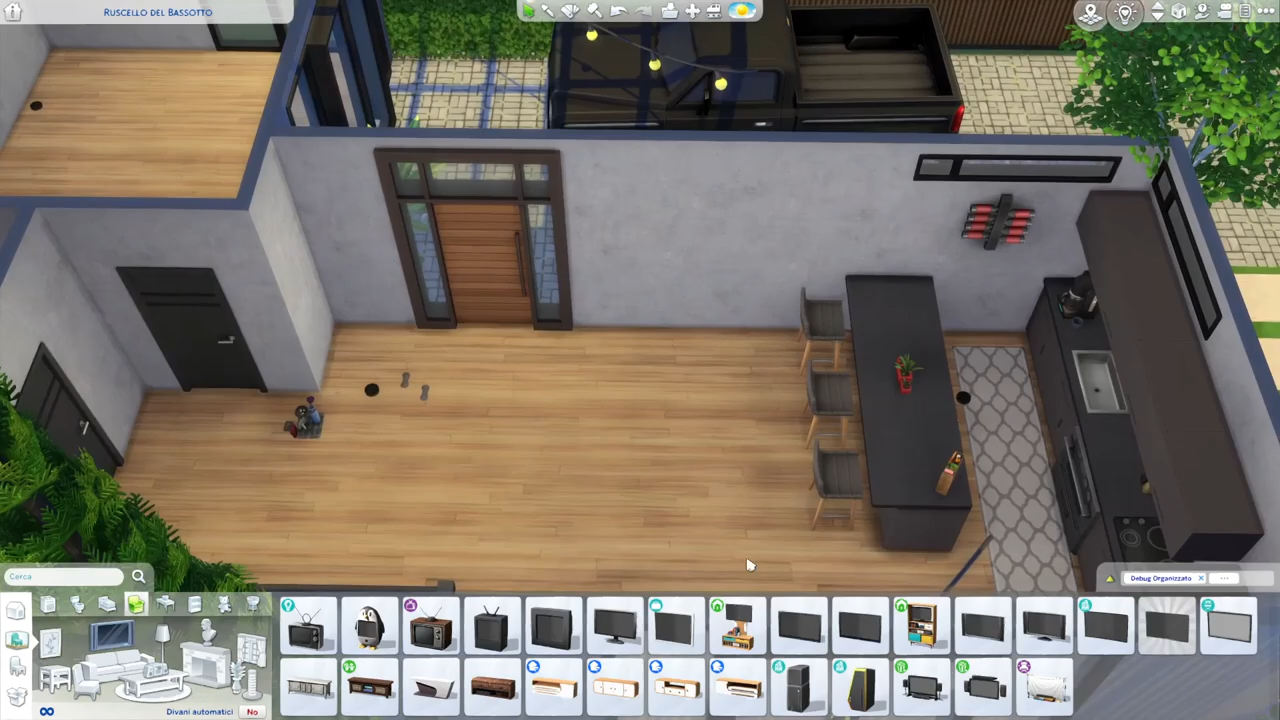 Ruscello del Bassotto
Cerca
Debug Organizzato
Divani automatici
No